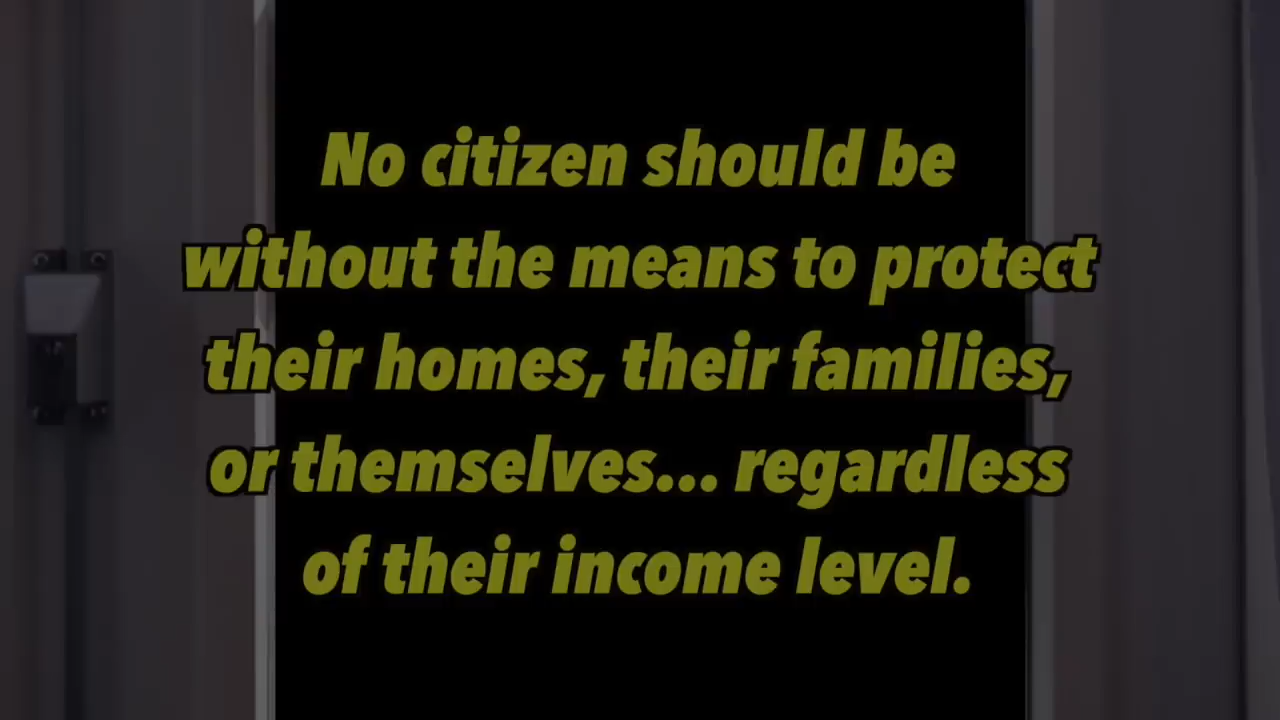 No citizen should be
without the means to protect
their homes, their families,
or themselves... regardless
of their income level.